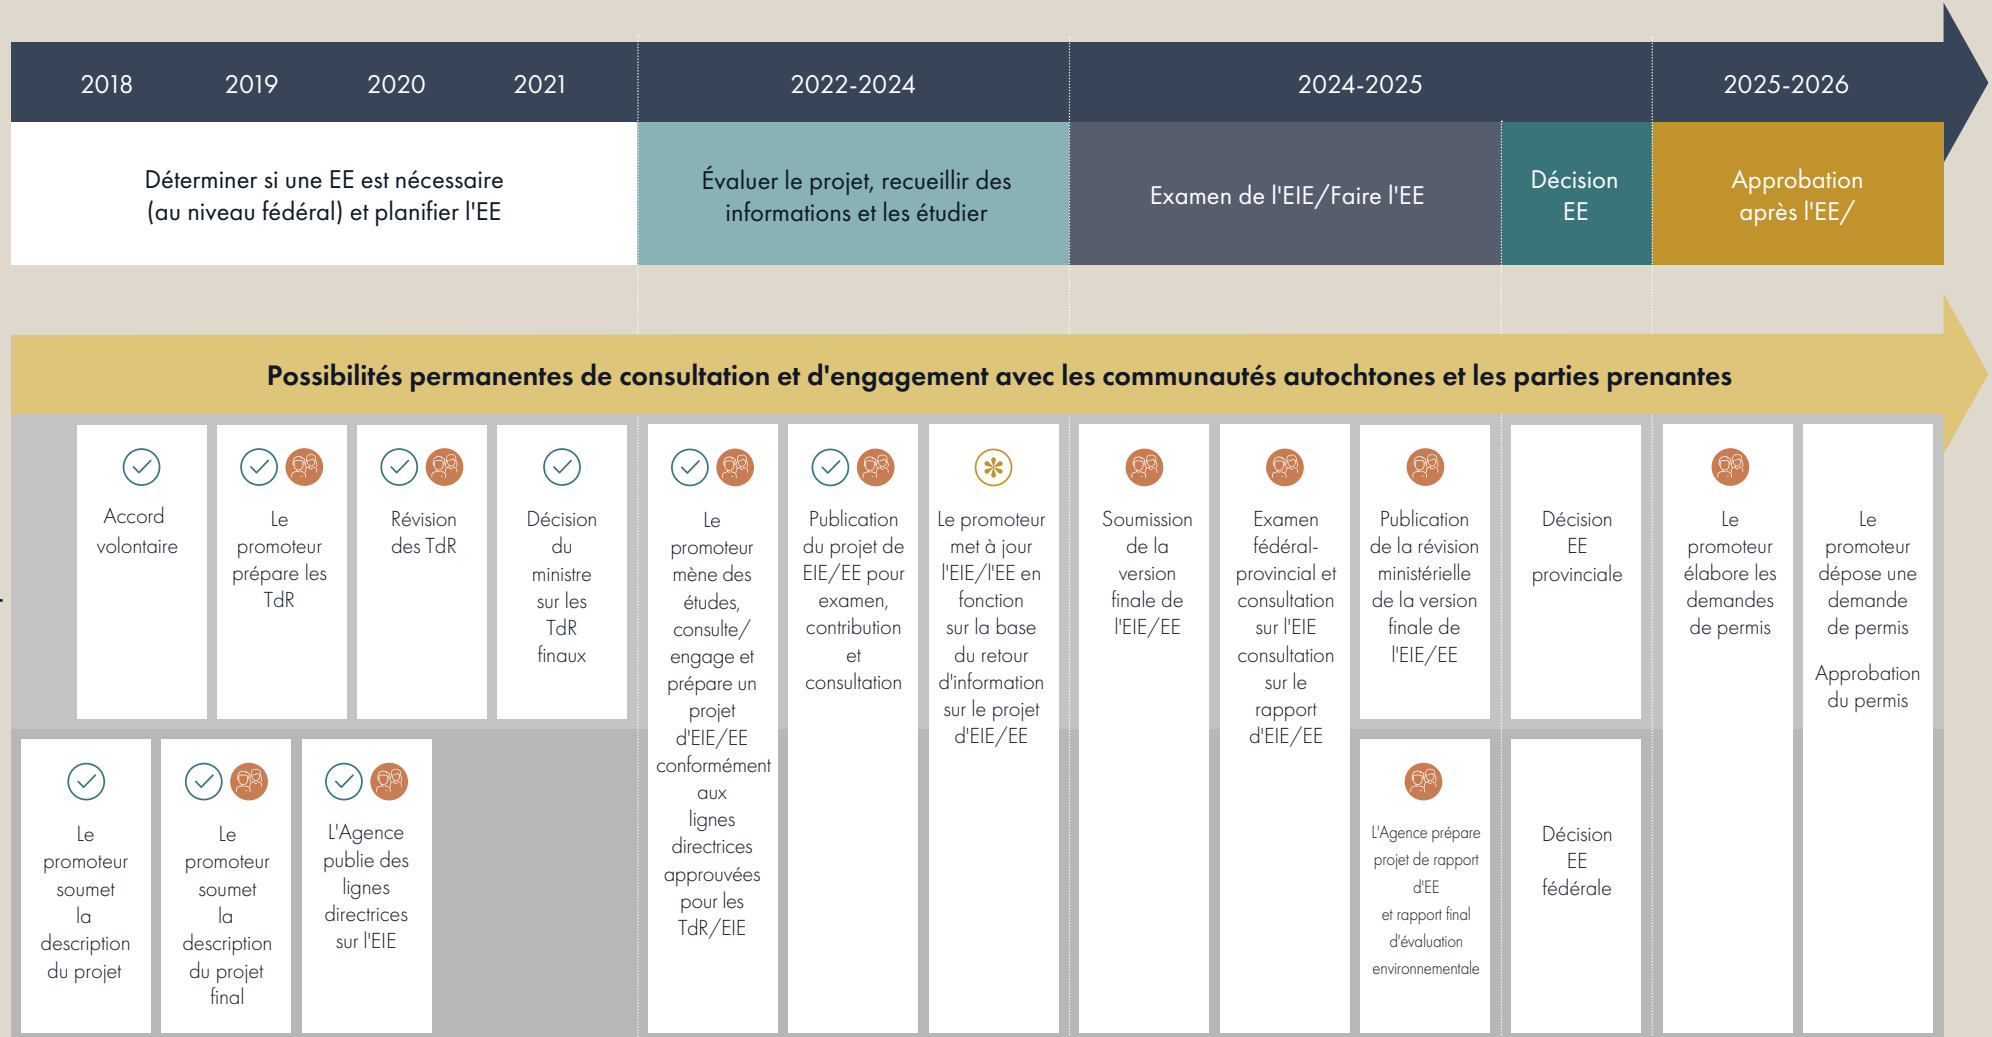 2018
2019
2020
2021
2022-2024
2024-2025
2025-2026
Déterminer si une EE est nécessaire
(au niveau fédéral) et planifier l'EE
Évaluer le projet, recueillir des
informations et les étudier
Examen de l'EIE/Faire l'EE
Décision
EE
Approbation
après l'EE/
Possibilités permanentes de consultation et d'engagement avec les communautés autochtones et les parties prenantes
Accord
volontaire
Le
promoteur
prépare les
TdR
Révision
des TdR
Décision
du
ministre
sur les
TdR
finaux
Le
promoteur
mène des
études,
consulte/
engage et
prépare un
projet
d'EIE/EE
conformément
aux
lignes
directrices
approuvées
pour les
TdR/EIE
Publication
du projet de
EIE/EE pour
examen,
contribution
et
consultation
Le promoteur
met à jour
l'EIE/l'EE en
fonction
sur la base
du retour
d'information
sur le projet
d'EIE/EE
Soumission
de la
version
finale de
l'EIE/EE
Examen
fédéral-
provincial et
consultation
sur l'EIE
consultation
sur le
rapport
d'EIE/EE
Publication
de la révision
ministérielle
de la version
finale de
l'EIE/EE
Décision
EE
provinciale
Le
promoteur
élabore les
demandes
de permis
Le
promoteur
dépose une
demande
de permis
Approbation
du permis
Le
promoteur
soumet
la
description
du projet
Le
promoteur
soumet
la
description
du projet
final
L'Agence
publie des
lignes
directrices
sur l'EIE
L'Agence prépare
projet de rapport
d'EE
et rapport final
d'évaluation
environnementale
Décision
EE
fédérale